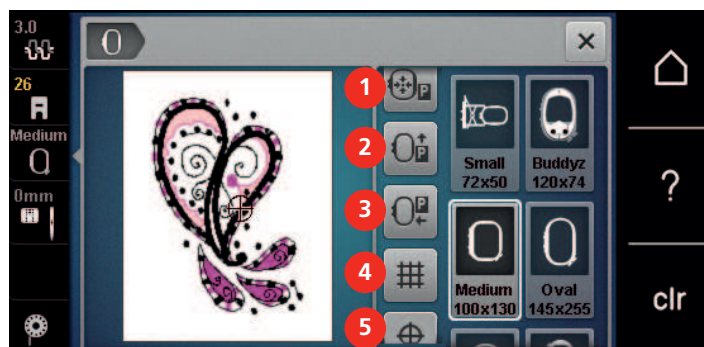 3.0
26
Medium
0mm
1
P
2
P
3
P
4
5
Small
72x50
Buddyz
120x74
Medium
100x130
Oval
145x255
?
clr